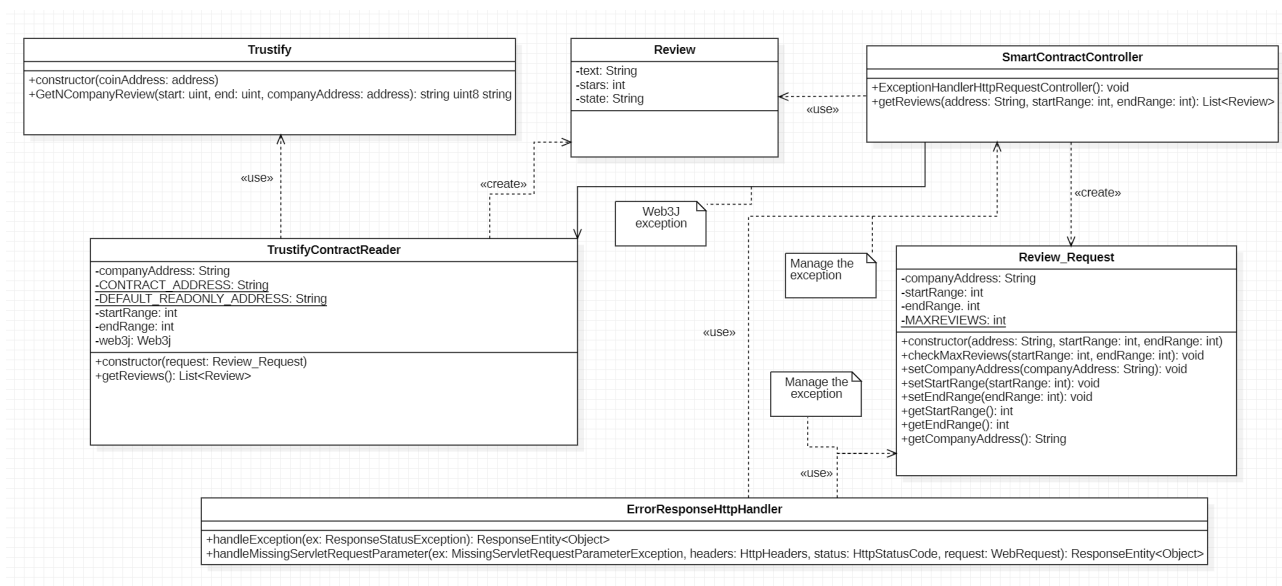 Trustify
+constructor(coinAddress: address)
+GetNCompanyReview(start: uint, end: uint, companyAddress: address): string uint8 string
Review
-text: String
-stars: int
-state: String
SmartContractController
+ExceptionHandlerHttpRequestController(): void
+getReviews(address: String, startRange: int, endRange: int): List<Review>
«use»
«use»
«create»
«create»
Web3J
exception
Manage the
exception
TrustifyContractReader
-companyAddress: String
-CONTRACT_ADDRESS: String
-DEFAULT_READONLY_ADDRESS: String
-startRange: int
-endRange: int
-web3j: Web3j
+constructor(request: Review_Request)
+getReviews(): List<Review>
Review_Request
-companyAddress: String
-startRange: int
-endRange. int
-MAXREVIEWS: int
+constructor(address: String, startRange: int, endRange: int)
+checkMaxReviews(startRange: int, endRange: int): void
+setCompanyAddress(companyAddress: String): void
+setStartRange(startRange: int): void
+setEndRange(endRange: int): void
+getStartRange(): int
+getEndRange(): int
+getCompanyAddress(): String
«use»
Manage the
exception
«use»
ErrorResponseHttpHandler
+handleException(ex: ResponseStatusException): ResponseEntity<Object>
+handleMissingServletRequestParameter(ex: MissingServletRequestParameterException, headers: HttpHeaders, status: HttpStatusCode, request: WebRequest): ResponseEntity<Object>